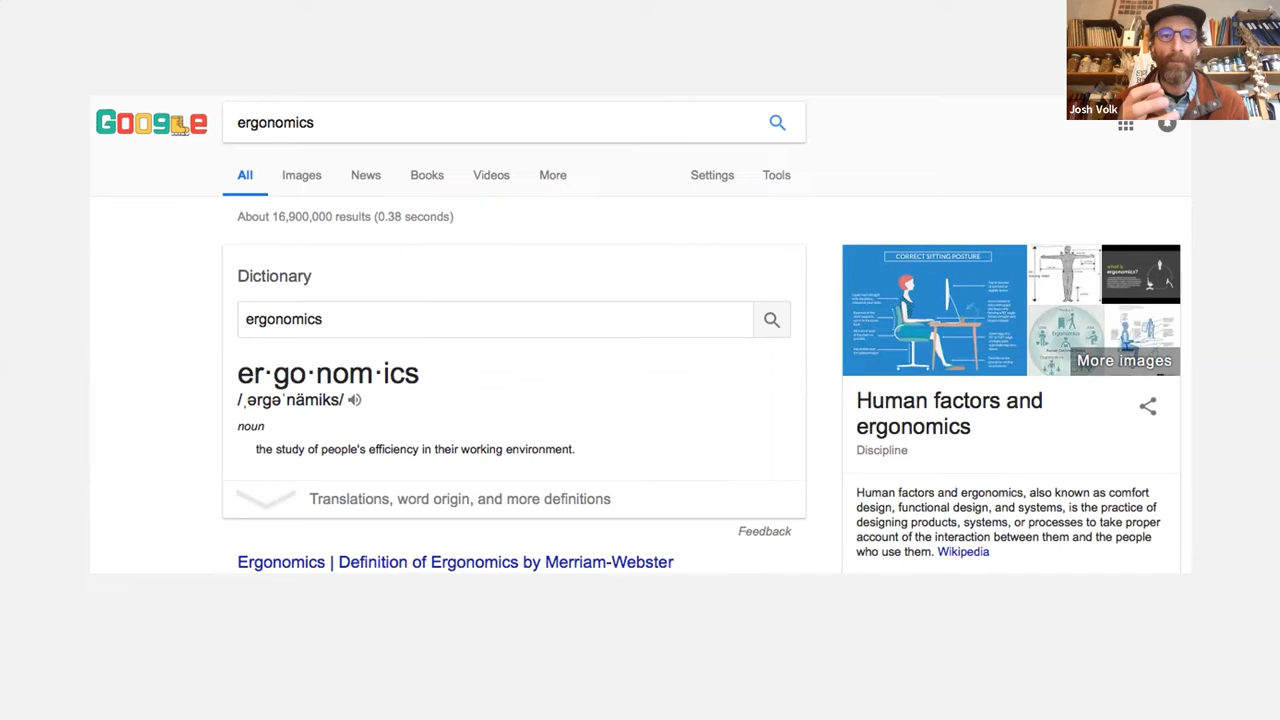 Josh Volk
Google
ergonomics
All Images News Books Videos More Settings Tools
About 16,900,000 results (0.38 seconds)
Dictionary
ergonomics
er·go·nom·ics
/ˌərɡəˈnämiks/
noun
the study of people's efficiency in their working environment.
Translations, word origin, and more definitions
Feedback
Ergonomics | Definition of Ergonomics by Merriam-Webster
CORRECT SITTING POSTURE
what is
ergonomics?
More images
Human factors and
ergonomics
Discipline
Human factors and ergonomics, also known as comfort
design, functional design, and systems, is the practice of
designing products, systems, or processes to take proper
account of the interaction between them and the people
who use them. Wikipedia